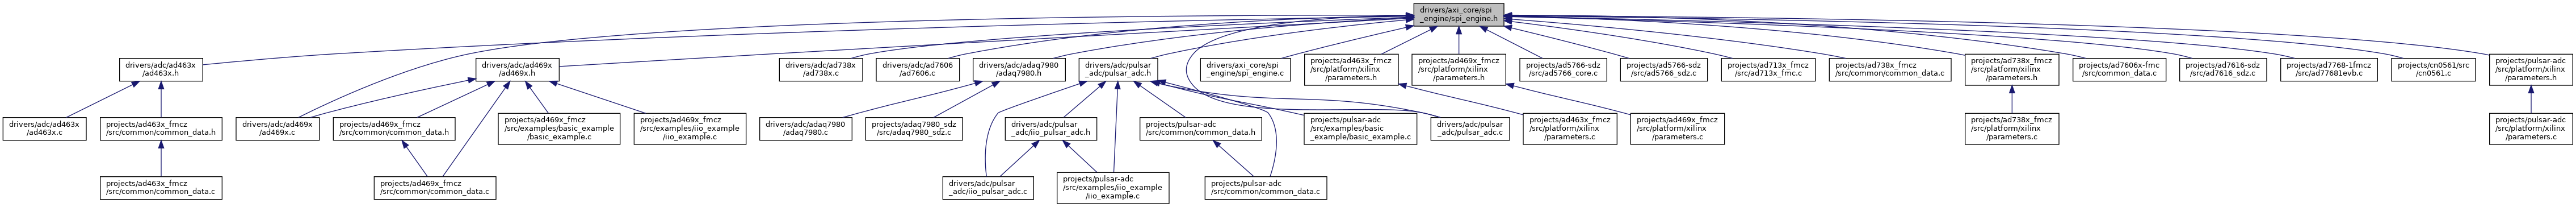 drivers/axi_core/spi
_engine/spi_engine.h
drivers/adc/ad463x
/ad463x.h
drivers/adc/ad469x
/ad469x.h
drivers/adc/ad738x
/ad738x.c
drivers/adc/ad7606
/ad7606.c
drivers/adc/adaq7980
/adaq7980.h
drivers/adc/pulsar
_adc/pulsar_adc.h
drivers/axi_core/spi
_engine/spi_engine.c
projects/ad463x_fmcz
/src/platform/xilinx
/parameters.h
projects/ad469x_fmcz
/src/platform/xilinx
/parameters.h
projects/ad5766-sdz
/src/ad5766_core.c
projects/ad5766-sdz
/src/ad5766_sdz.c
projects/ad713x_fmcz
/src/ad713x_fmc.c
projects/ad738x_fmcz
/src/common/common_data.c
projects/ad738x_fmcz
/src/platform/xilinx
/parameters.h
projects/ad7606x-fmc
/src/common_data.c
projects/ad7616-sdz
/src/ad7616_sdz.c
projects/ad7768-1fmcz
/src/ad77681evb.c
projects/cn0561/src
/cn0561.c
projects/pulsar-adc
/src/platform/xilinx
/parameters.h
drivers/adc/ad463x
/ad463x.c
projects/ad463x_fmcz
/src/common/common_data.h
drivers/adc/ad469x
/ad469x.c
projects/ad469x_fmcz
/src/common/common_data.h
projects/ad469x_fmcz
/src/examples/basic_example
/basic_example.c
projects/ad469x_fmcz
/src/examples/iio_example
/iio_example.c
drivers/adc/adaq7980
/adaq7980.c
projects/adaq7980_sdz
/src/adaq7980_sdz.c
drivers/adc/pulsar
_adc/iio_pulsar_adc.h
projects/pulsar-adc
/src/common/common_data.h
projects/pulsar-adc
/src/examples/basic
_example/basic_example.c
drivers/adc/pulsar
_adc/pulsar_adc.c
projects/ad463x_fmcz
/src/platform/xilinx
/parameters.c
projects/ad469x_fmcz
/src/platform/xilinx
/parameters.c
projects/ad738x_fmcz
/src/platform/xilinx
/parameters.c
projects/pulsar-adc
/src/platform/xilinx
/parameters.c
projects/ad463x_fmcz
/src/common/common_data.c
projects/ad469x_fmcz
/src/common/common_data.c
drivers/adc/pulsar
_adc/iio_pulsar_adc.c
projects/pulsar-adc
/src/examples/iio_example
/iio_example.c
projects/pulsar-adc
/src/common/common_data.c